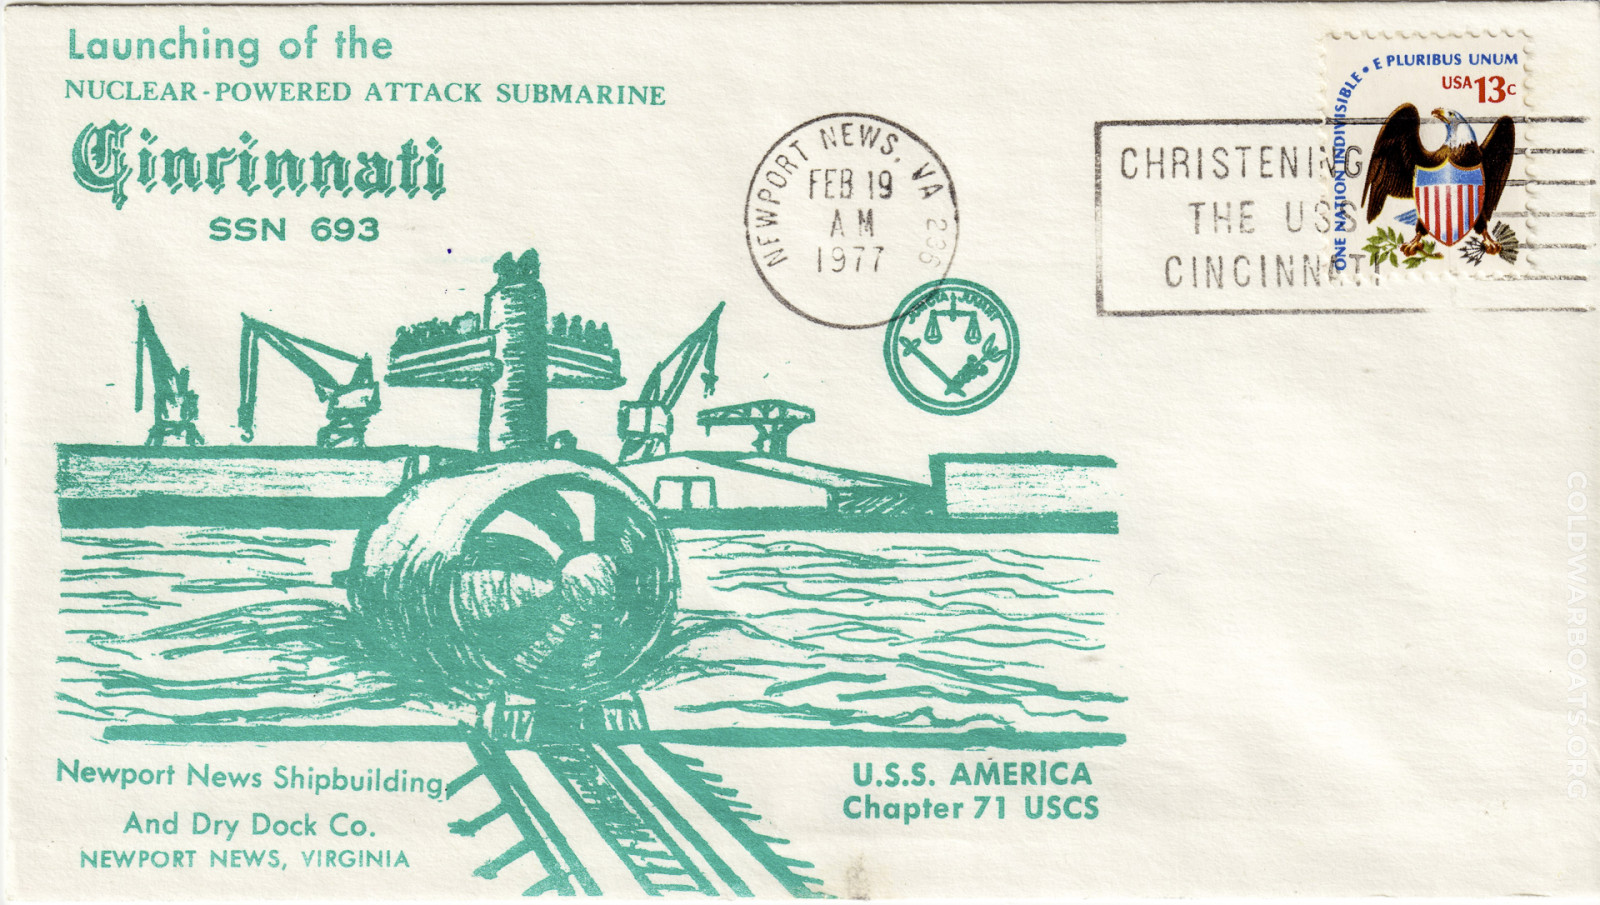 Launching of the
NUCLEAR-POWERED ATTACK SUBMARINE
Cincinnati
SSN 693
NEWPORT NEWS, VA 236
FEB 19
AM
1977
CHRISTENING
THE USS
CINCINNATI
ONE NATION INDIVISIBLE • E PLURIBUS UNUM
USA 13c
Newport News Shipbuilding
And Dry Dock Co.
NEWPORT NEWS, VIRGINIA
U.S.S. AMERICA
Chapter 71 USCS
COLDWARBOATS.ORG